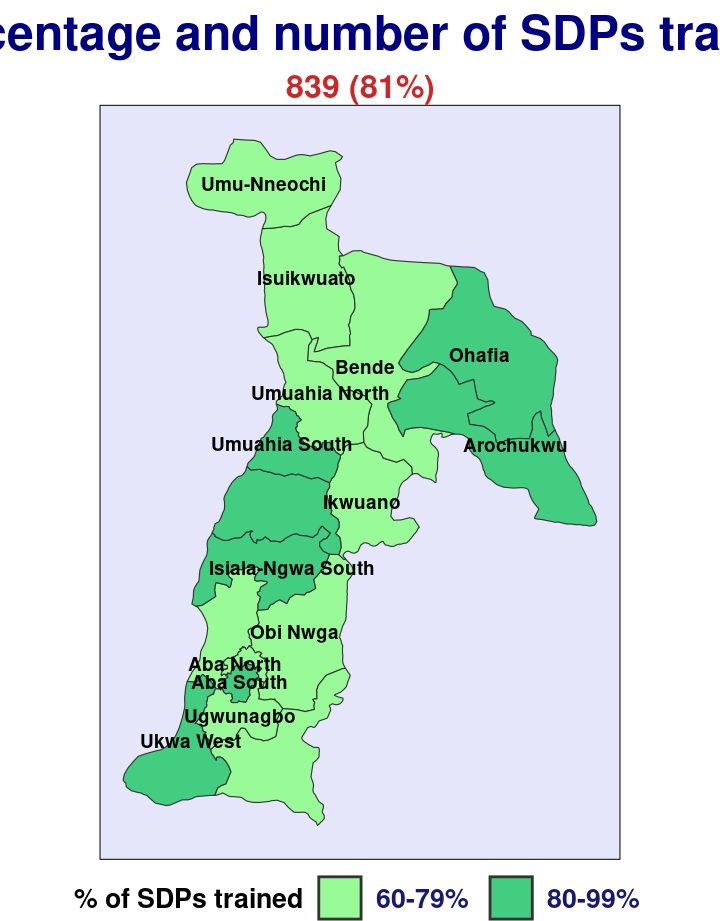 centage and number of SDPs tra
839 (81%)
Umu-Nneochi
Isuikwuato
Ohafia
Bende
Umuahia North
Umuahia South
Arochukwu
Ikwuano
Isiala-Ngwa South
Obi Nwga
Aba North
Aba South
Ugwunagbo
Ukwa West
% of SDPs trained 60-79% 80-99%